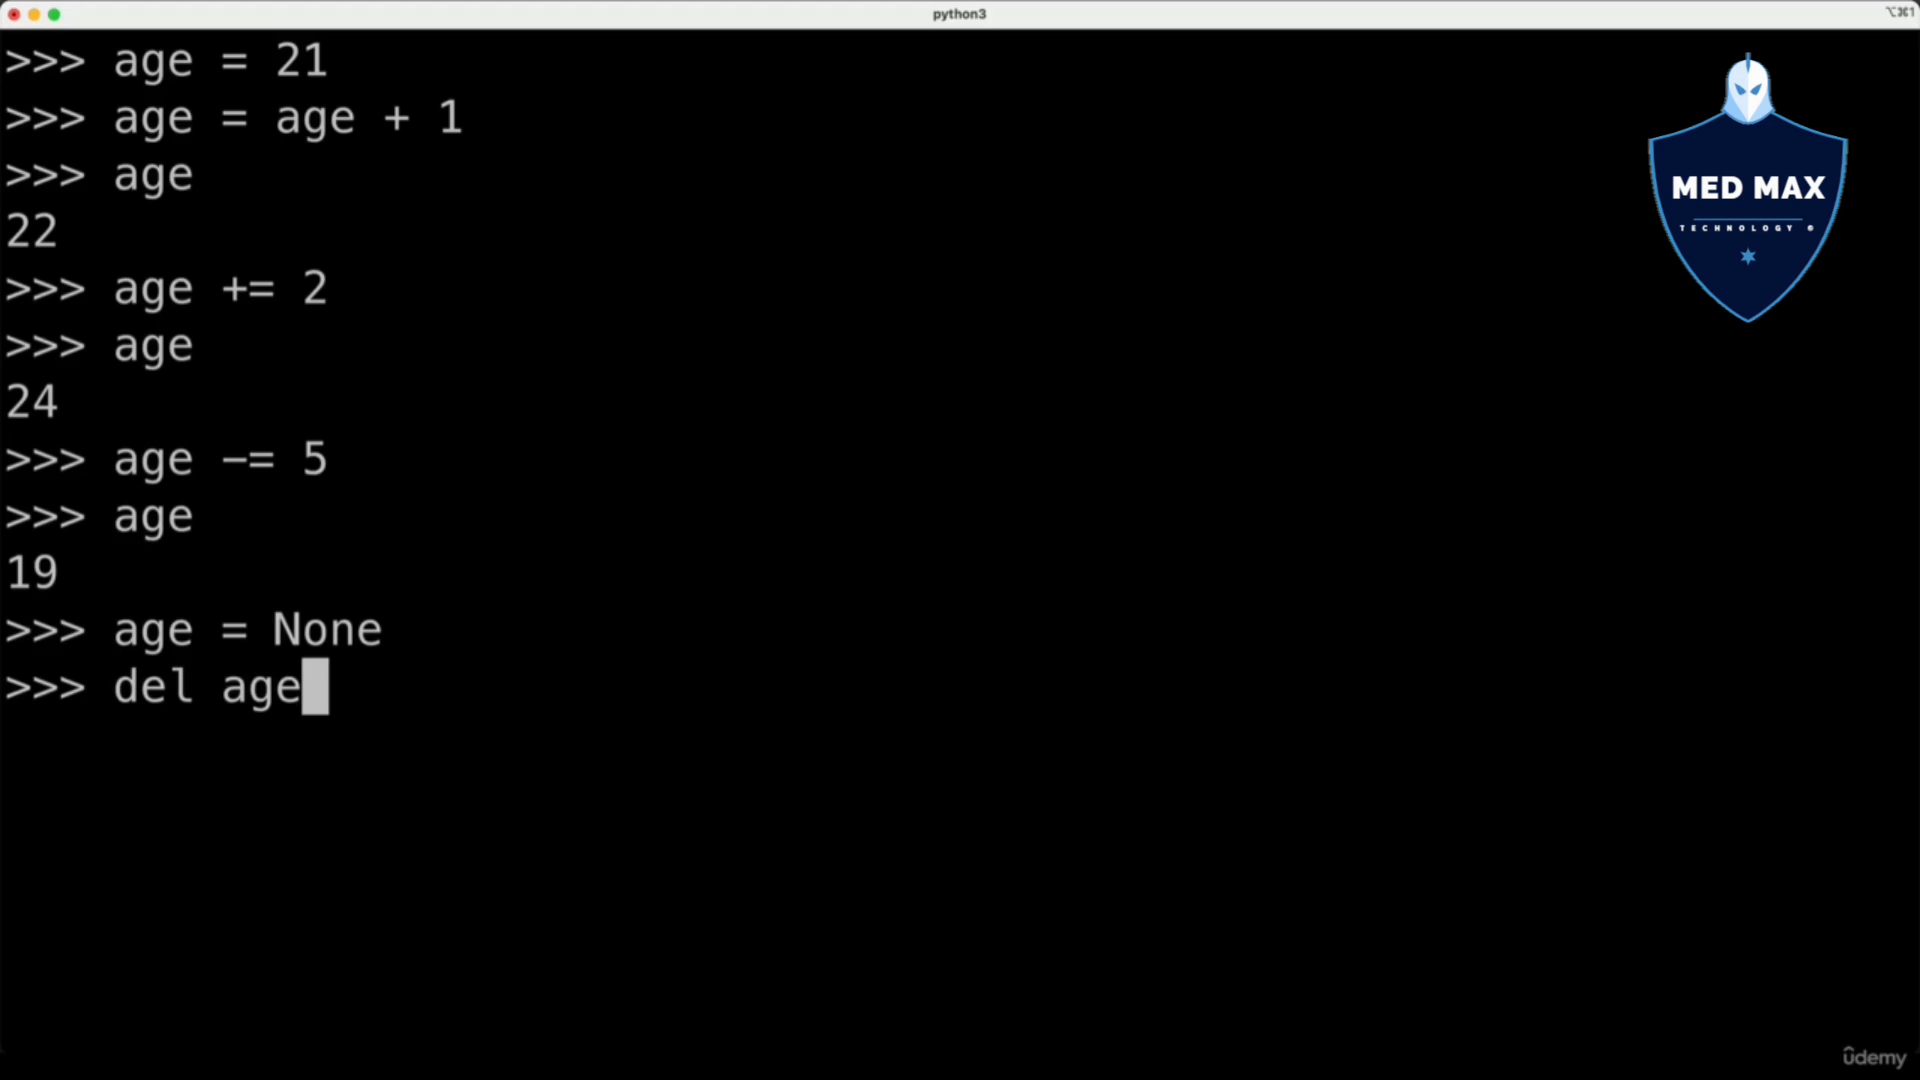 python3
⌥⌘1
>>> age = 21
>>> age = age + 1
>>> age
22
>>> age += 2
>>> age
24
>>> age -= 5
>>> age
19
>>> age = None
>>> del age
MED MAX
TECHNOLOGY ©
udemy